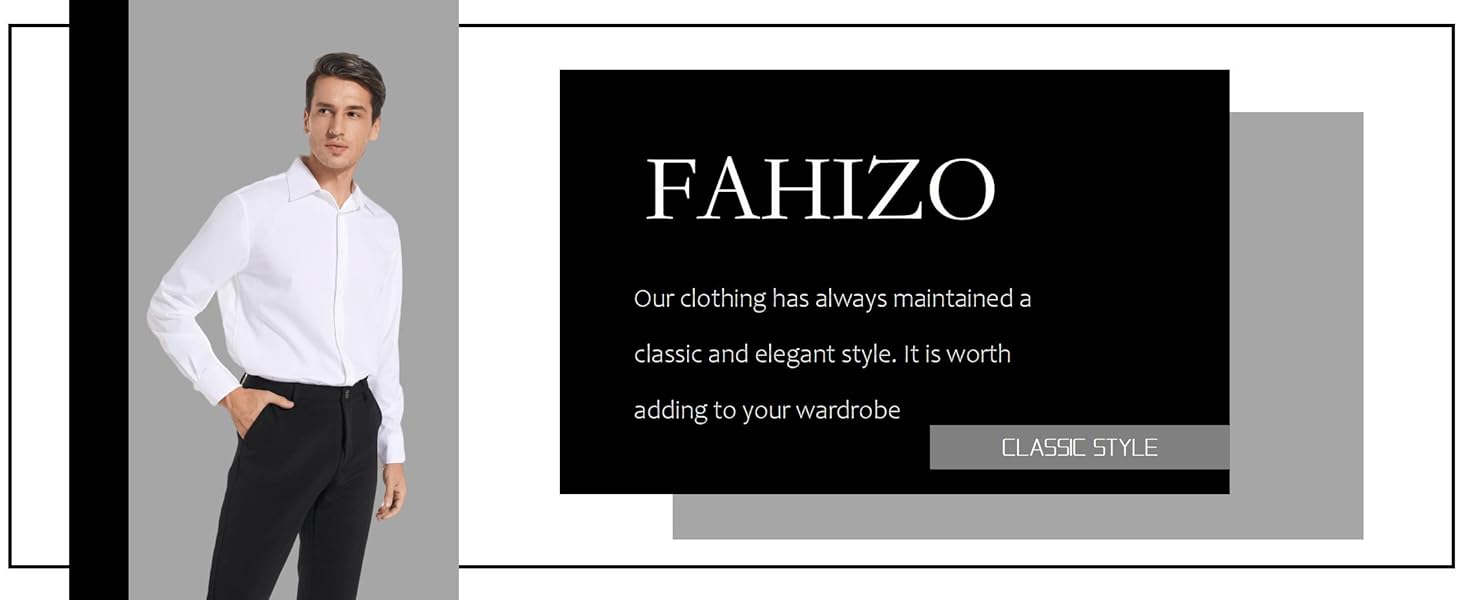 FAHIZO
Our clothing has always maintained a
classic and elegant style. It is worth
adding to your wardrobe
CLASSIC STYLE